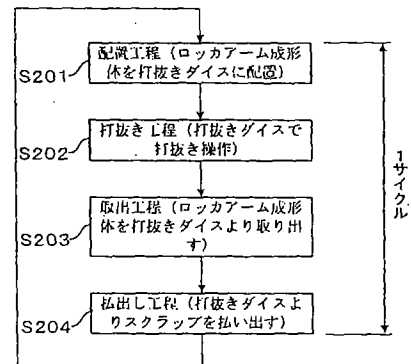 配置工程(ロッカアーム成形
体を打抜きダイスに配置)
S201
打抜き工程(打抜きダイスで
打抜き操作)
S202
取出工程(ロッカアーム成形
体を打抜きダイスより取り出
す)
S203
払出し工程(打抜きダイスよ
りスクラップを払い出す)
S204
1サイクル